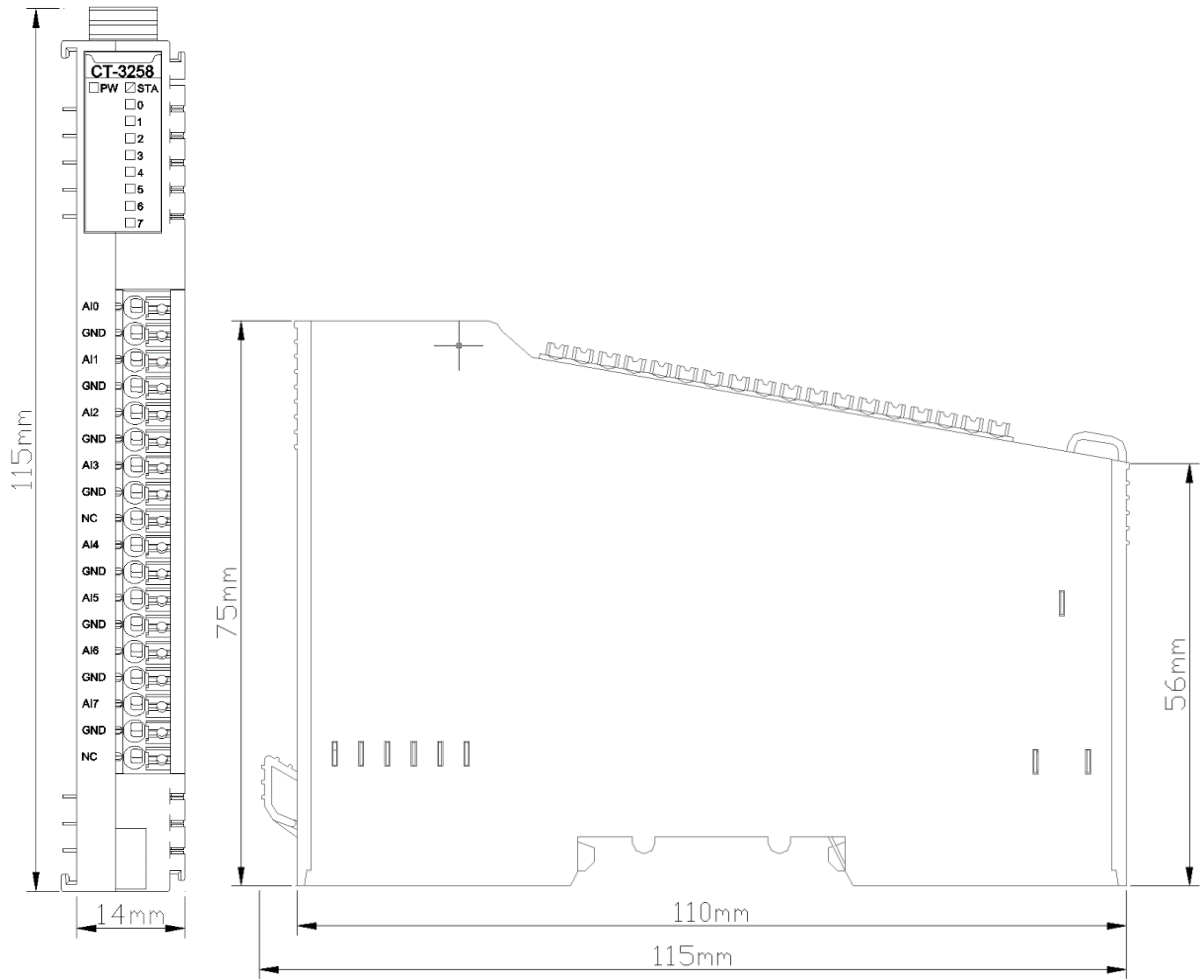 CT-3258
PW STA
0
1
2
3
4
5
6
7
AI0
GND
AI1
GND
AI2
GND
AI3
GND
NC
AI4
GND
AI5
GND
AI6
GND
AI7
GND
NC
115mm
14mm
75mm
56mm
110mm
115mm